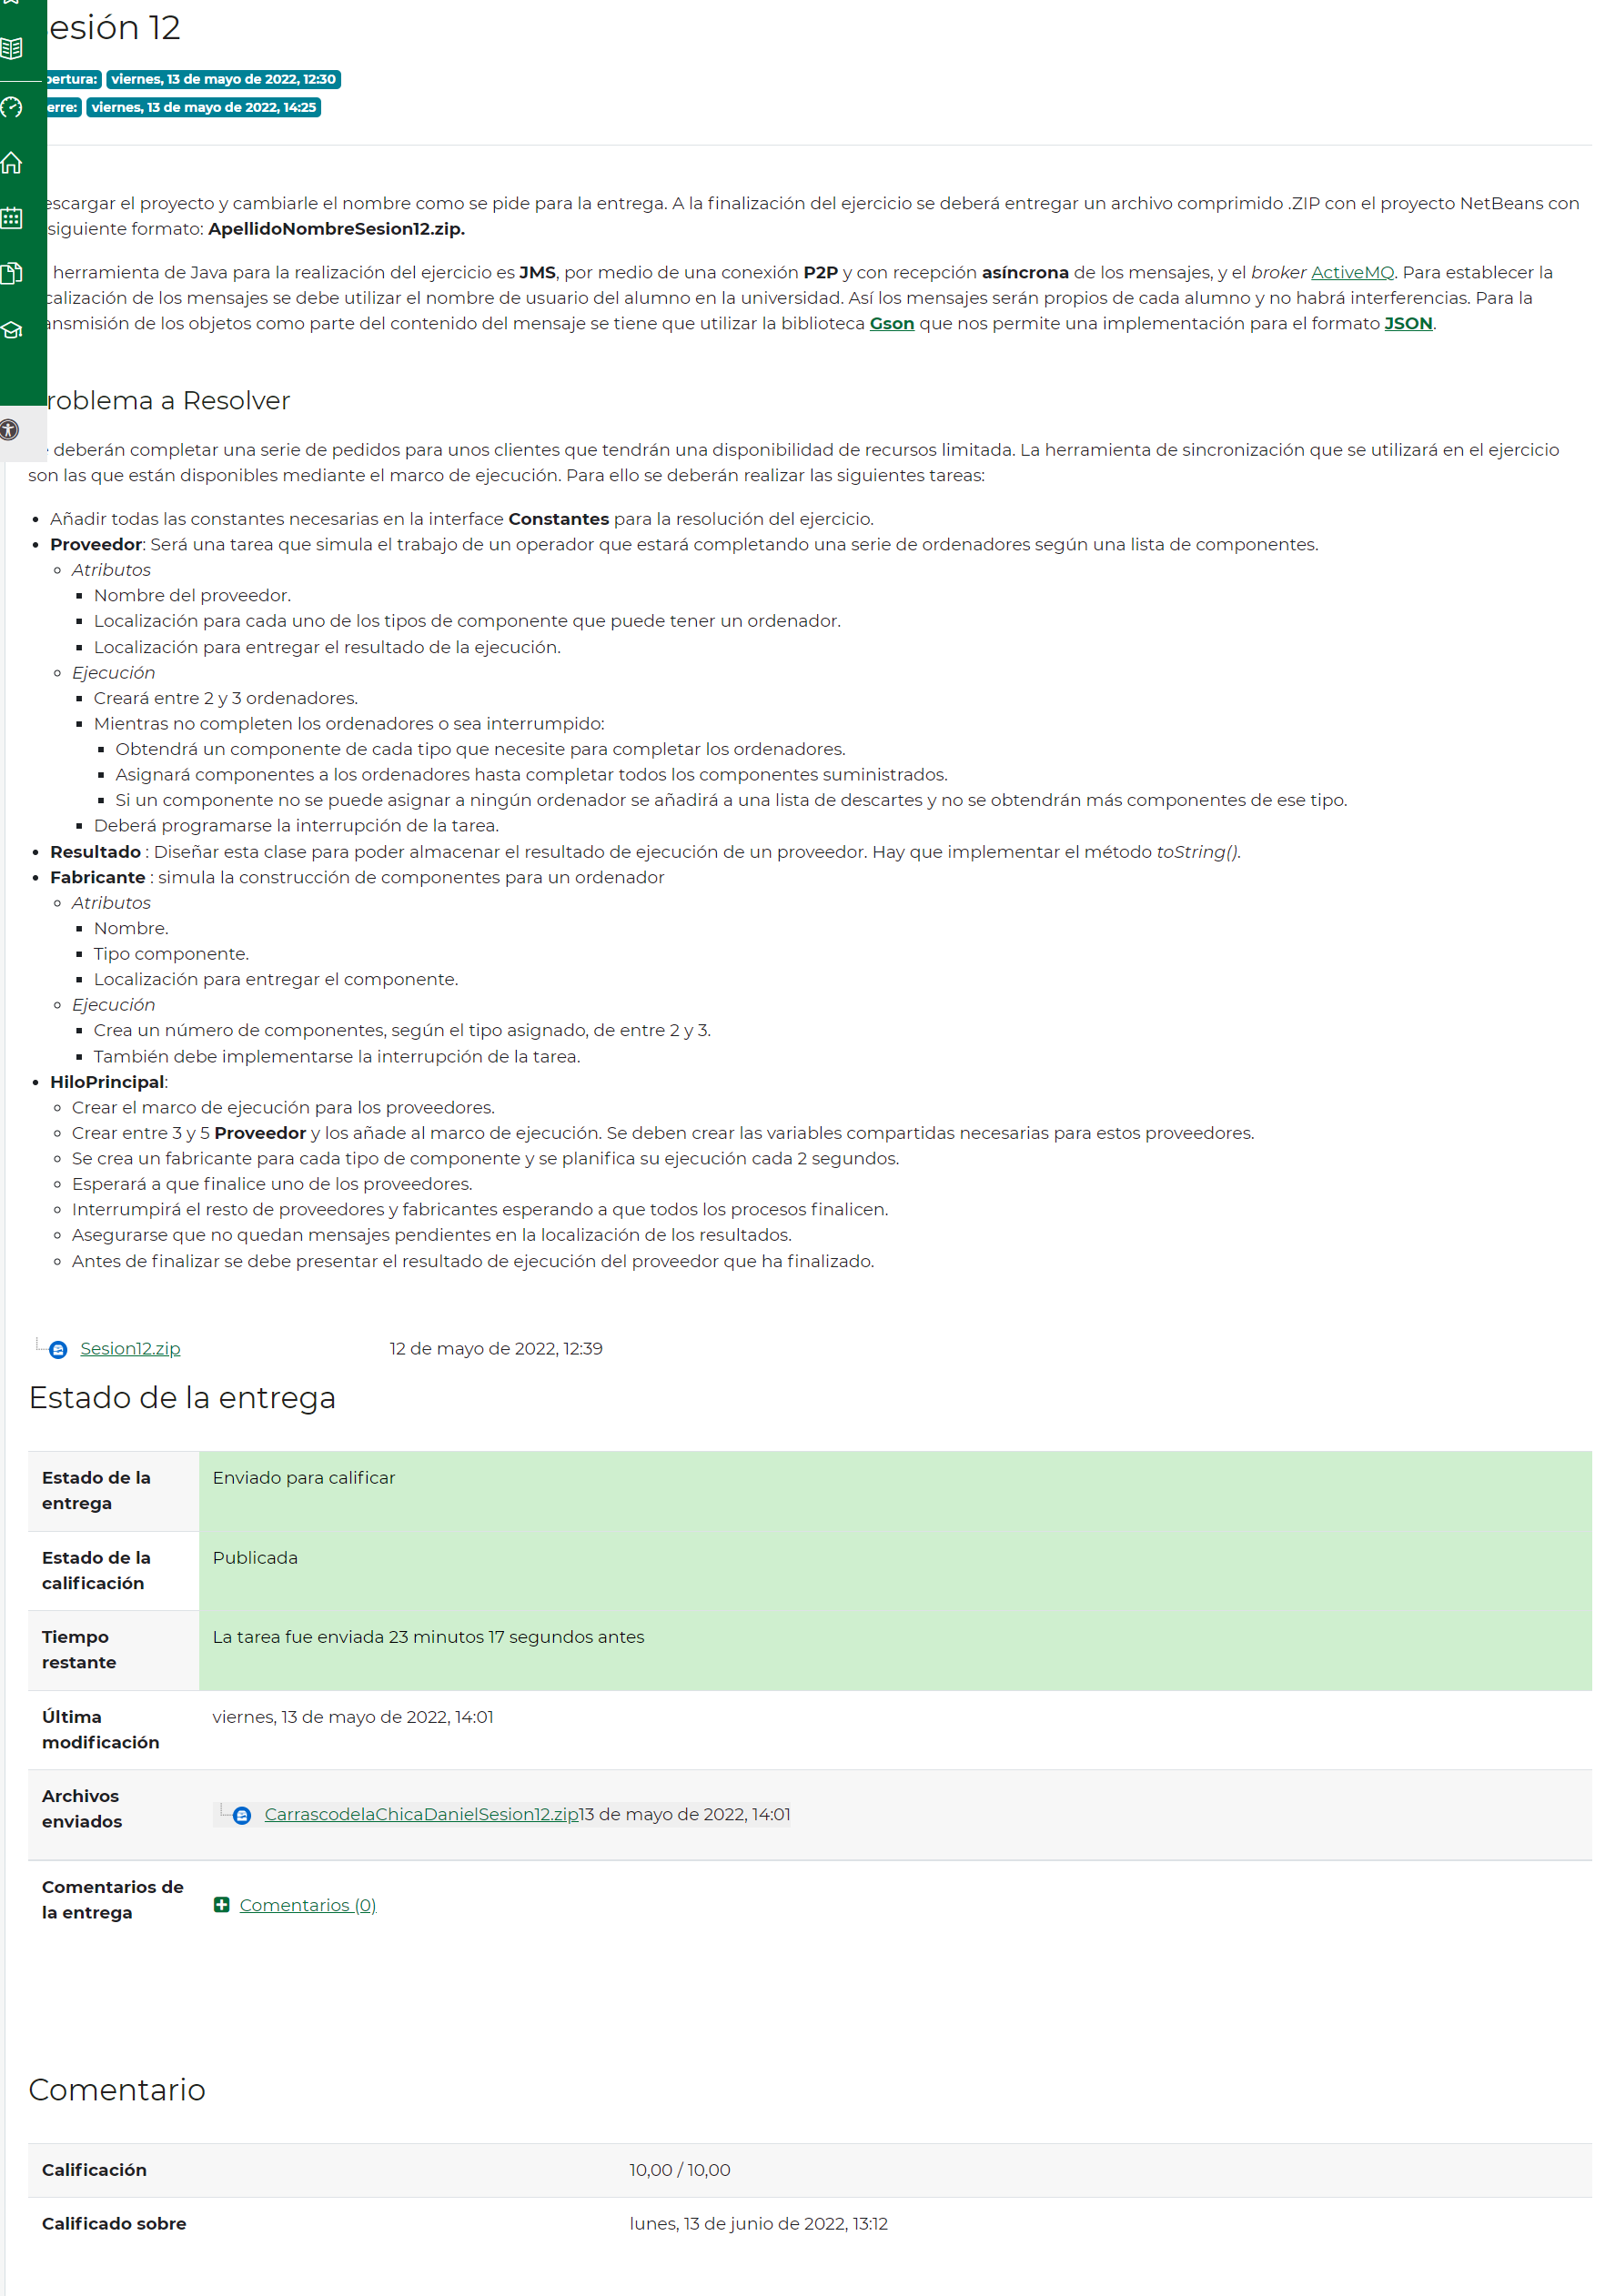 esión 12
pertura: viernes, 13 de mayo de 2022, 12:30
erre: viernes, 13 de mayo de 2022, 14:25
escargar el proyecto y cambiarle el nombre como se pide para la entrega. A la finalización del ejercicio se deberá entregar un archivo comprimido .ZIP con el proyecto NetBeans con
siguiente formato: ApellidoNombreSesion12.zip.
herramienta de Java para la realización del ejercicio es JMS, por medio de una conexión P2P y con recepción asíncrona de los mensajes, y el broker ActiveMQ. Para establecer la
calización de los mensajes se debe utilizar el nombre de usuario del alumno en la universidad. Así los mensajes serán propios de cada alumno y no habrá interferencias. Para la
ansmisión de los objetos como parte del contenido del mensaje se tiene que utilizar la biblioteca Gson que nos permite una implementación para el formato JSON.
roblema a Resolver
deberán completar una serie de pedidos para unos clientes que tendrán una disponibilidad de recursos limitada. La herramienta de sincronización que se utilizará en el ejercicio
son las que están disponibles mediante el marco de ejecución. Para ello se deberán realizar las siguientes tareas:
Añadir todas las constantes necesarias en la interface Constantes para la resolución del ejercicio.
Proveedor: Será una tarea que simula el trabajo de un operador que estará completando una serie de ordenadores según una lista de componentes.
Atributos
Nombre del proveedor.
Localización para cada uno de los tipos de componente que puede tener un ordenador.
Localización para entregar el resultado de la ejecución.
Ejecución
Creará entre 2 y 3 ordenadores.
Mientras no completen los ordenadores o sea interrumpido:
Obtendrá un componente de cada tipo que necesite para completar los ordenadores.
Asignará componentes a los ordenadores hasta completar todos los componentes suministrados.
Si un componente no se puede asignar a ningún ordenador se añadirá a una lista de descartes y no se obtendrán más componentes de ese tipo.
Deberá programarse la interrupción de la tarea.
Resultado : Diseñar esta clase para poder almacenar el resultado de ejecución de un proveedor. Hay que implementar el método toString().
Fabricante : simula la construcción de componentes para un ordenador
Atributos
Nombre.
Tipo componente.
Localización para entregar el componente.
Ejecución
Crea un número de componentes, según el tipo asignado, de entre 2 y 3.
También debe implementarse la interrupción de la tarea.
HiloPrincipal:
Crear el marco de ejecución para los proveedores.
Crear entre 3 y 5 Proveedor y los añade al marco de ejecución. Se deben crear las variables compartidas necesarias para estos proveedores.
Se crea un fabricante para cada tipo de componente y se planifica su ejecución cada 2 segundos.
Esperará a que finalice uno de los proveedores.
Interrumpirá el resto de proveedores y fabricantes esperando a que todos los procesos finalicen.
Asegurarse que no quedan mensajes pendientes en la localización de los resultados.
Antes de finalizar se debe presentar el resultado de ejecución del proveedor que ha finalizado.
Sesion12.zip 12 de mayo de 2022, 12:39
Estado de la entrega
Estado de la entrega Enviado para calificar
Estado de la calificación Publicada
Tiempo restante La tarea fue enviada 23 minutos 17 segundos antes
Última modificación viernes, 13 de mayo de 2022, 14:01
Archivos enviados CarrascodelaChicaDanielSesion12.zip13 de mayo de 2022, 14:01
Comentarios de la entrega Comentarios (0)
Comentario
Calificación 10,00 / 10,00
Calificado sobre lunes, 13 de junio de 2022, 13:12